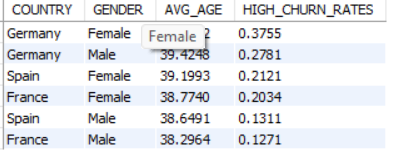 COUNTRY GENDER AVG_AGE HIGH_CHURN_RATES
Germany Female Female 0.3755
Germany Male 39.4248 0.2781
Spain Female 39.1993 0.2121
France Female 38.7740 0.2034
Spain Male 38.6491 0.1311
France Male 38.2964 0.1271